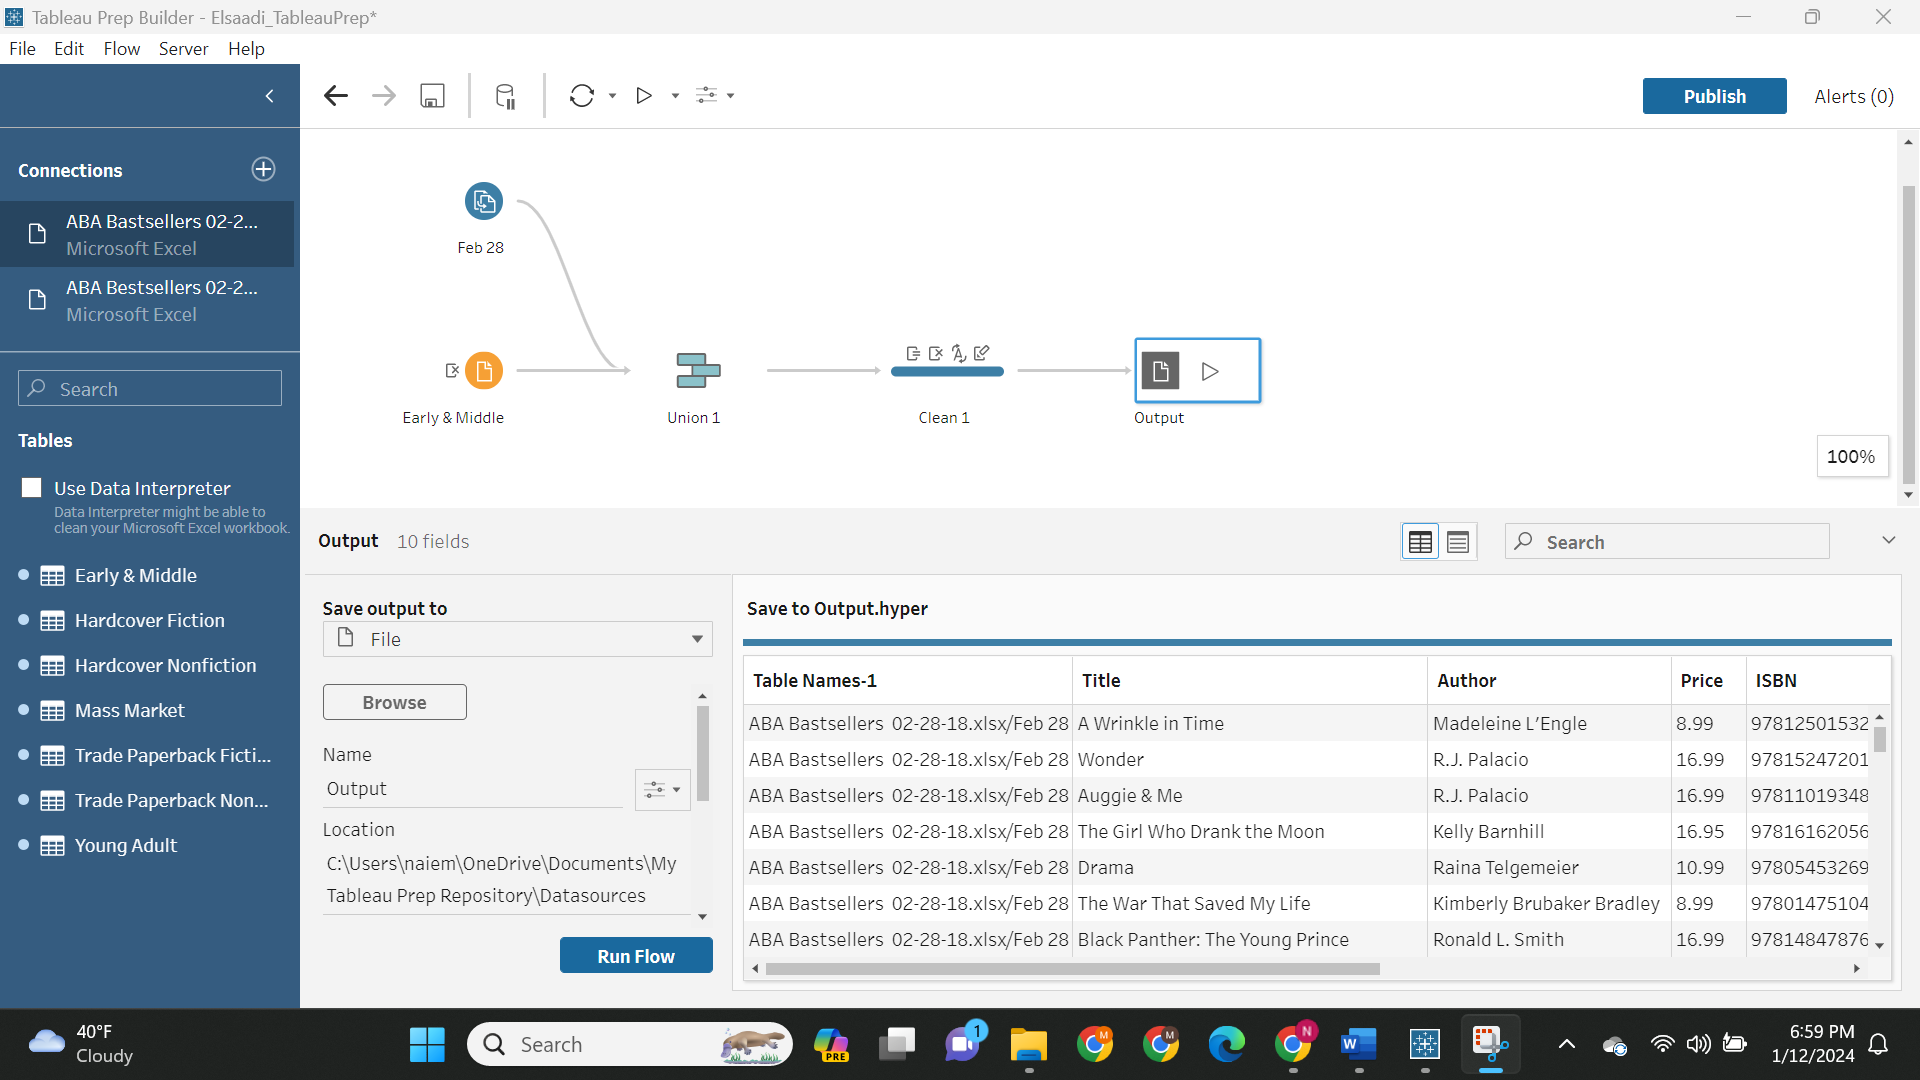 Tableau Prep Builder - Elsaadi_TableauPrep*
File Edit Flow Server Help
Publish
Alerts (0)
Connections
ABA Bastsellers 02-2...
Microsoft Excel
ABA Bestsellers 02-2...
Microsoft Excel
Search
Tables
Use Data Interpreter
Data Interpreter might be able to
clean your Microsoft Excel workbook.
Early & Middle
Hardcover Fiction
Hardcover Nonfiction
Mass Market
Trade Paperback Ficti...
Trade Paperback Non...
Young Adult
Feb 28
Early & Middle
Union 1
Clean 1
Output
100%
Output 10 fields
Search
Save output to
File
Browse
Name
Output
Location
C:\Users\naiem\OneDrive\Documents\My
Tableau Prep Repository\Datasources
Run Flow
Save to Output.hyper
Table Names-1 Title Author Price ISBN
ABA Bastsellers 02-28-18.xlsx/Feb 28 A Wrinkle in Time Madeleine L’Engle 8.99 97812501532
ABA Bastsellers 02-28-18.xlsx/Feb 28 Wonder R.J. Palacio 16.99 97815247201
ABA Bastsellers 02-28-18.xlsx/Feb 28 Auggie & Me R.J. Palacio 16.99 97811019348
ABA Bastsellers 02-28-18.xlsx/Feb 28 The Girl Who Drank the Moon Kelly Barnhill 16.95 97816162056
ABA Bastsellers 02-28-18.xlsx/Feb 28 Drama Raina Telgemeier 10.99 97805453269
ABA Bastsellers 02-28-18.xlsx/Feb 28 The War That Saved My Life Kimberly Brubaker Bradley 8.99 97801475104
ABA Bastsellers 02-28-18.xlsx/Feb 28 Black Panther: The Young Prince Ronald L. Smith 16.99 97814847876
40°F
Cloudy
Search
PRE
1
M
M
N
W
6:59 PM
1/12/2024